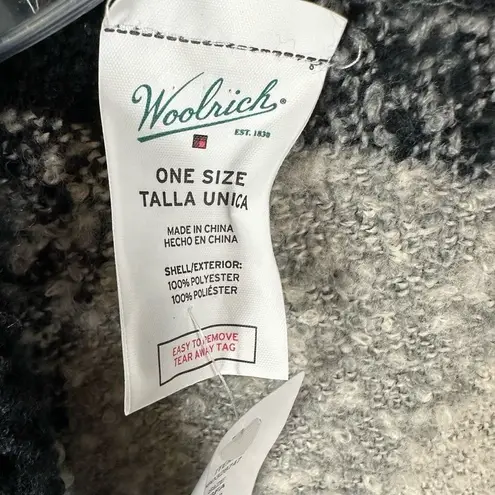 Woolrich®
EST. 1830
ONE SIZE
TALLA UNICA
MADE IN CHINA
HECHO EN CHINA
SHELL/EXTERIOR:
100% POLYESTER
100% POLIÉSTER
EASY TO REMOVE
TEAR AWAY TAG